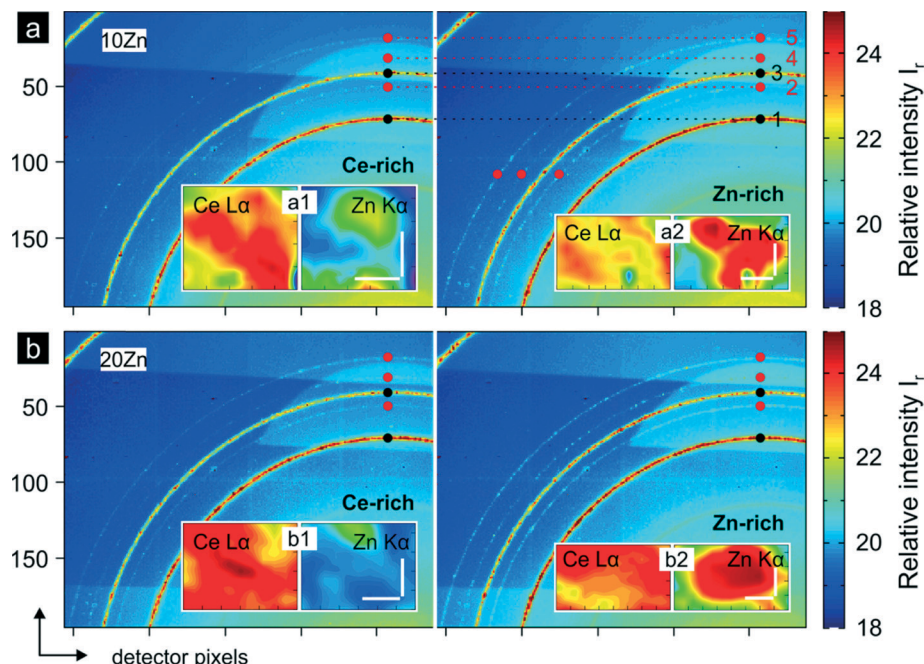 a
10Zn
50
100
150
Ce-rich
Ce Lα
a1
Zn Kα
5
4
3
2
1
Zn-rich
Ce Lα
a2
Zn Kα
24
22
20
18
Relative intensity Iᵣ
b
20Zn
50
100
150
Ce-rich
Ce Lα
b1
Zn Kα
Zn-rich
Ce Lα
b2
Zn Kα
24
22
20
18
Relative intensity Iᵣ
detector pixels